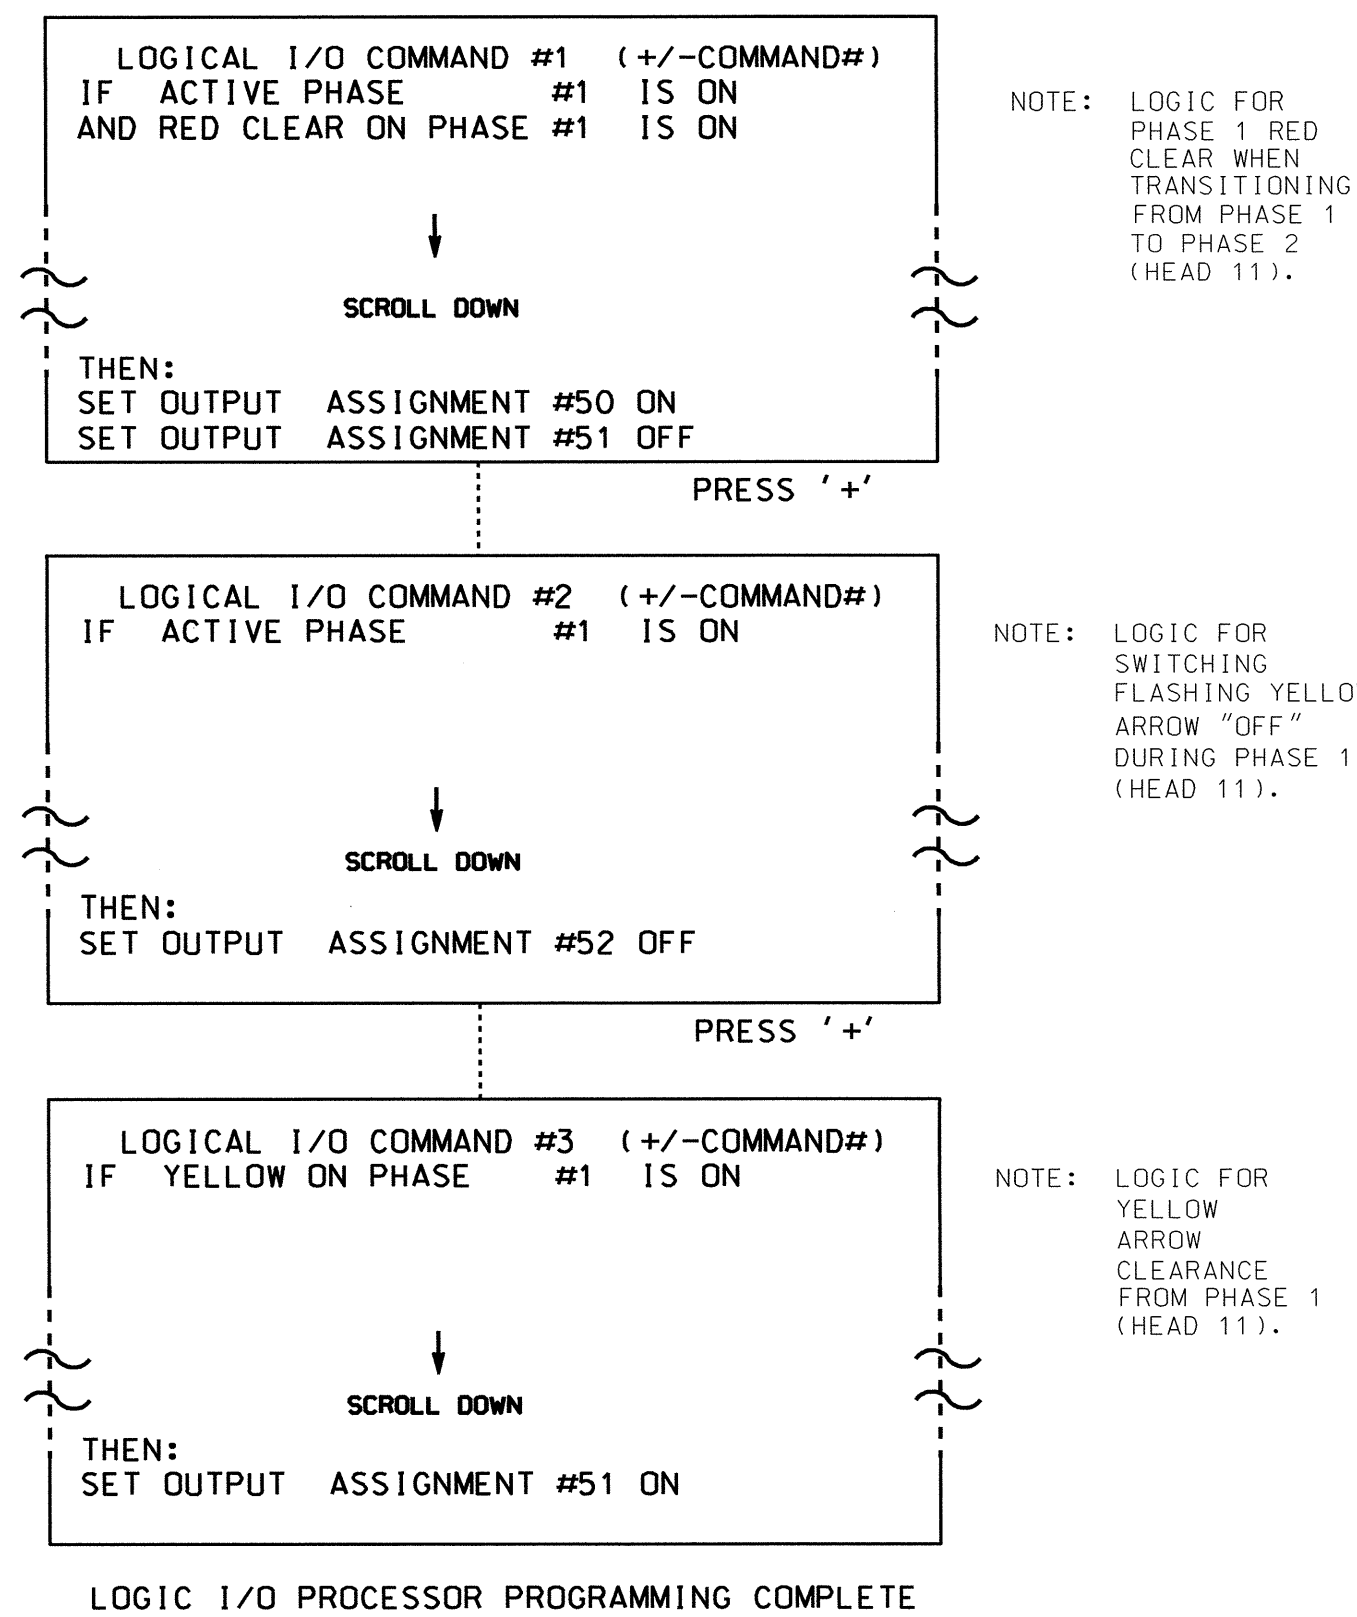 LOGICAL I/O COMMAND #1 (+/-COMMAND#)
IF ACTIVE PHASE #1 IS ON
AND RED CLEAR ON PHASE #1 IS ON
SCROLL DOWN
THEN:
SET OUTPUT ASSIGNMENT #50 ON
SET OUTPUT ASSIGNMENT #51 OFF
NOTE: LOGIC FOR
PHASE 1 RED
CLEAR WHEN
TRANSITIONING
FROM PHASE 1
TO PHASE 2
(HEAD 11).
PRESS '+'
LOGICAL I/O COMMAND #2 (+/-COMMAND#)
IF ACTIVE PHASE #1 IS ON
SCROLL DOWN
THEN:
SET OUTPUT ASSIGNMENT #52 OFF
NOTE: LOGIC FOR
SWITCHING
FLASHING YELLO
ARROW "OFF"
DURING PHASE 1
(HEAD 11).
PRESS '+'
LOGICAL I/O COMMAND #3 (+/-COMMAND#)
IF YELLOW ON PHASE #1 IS ON
SCROLL DOWN
THEN:
SET OUTPUT ASSIGNMENT #51 ON
NOTE: LOGIC FOR
YELLOW
ARROW
CLEARANCE
FROM PHASE 1
(HEAD 11).
LOGIC I/O PROCESSOR PROGRAMMING COMPLETE